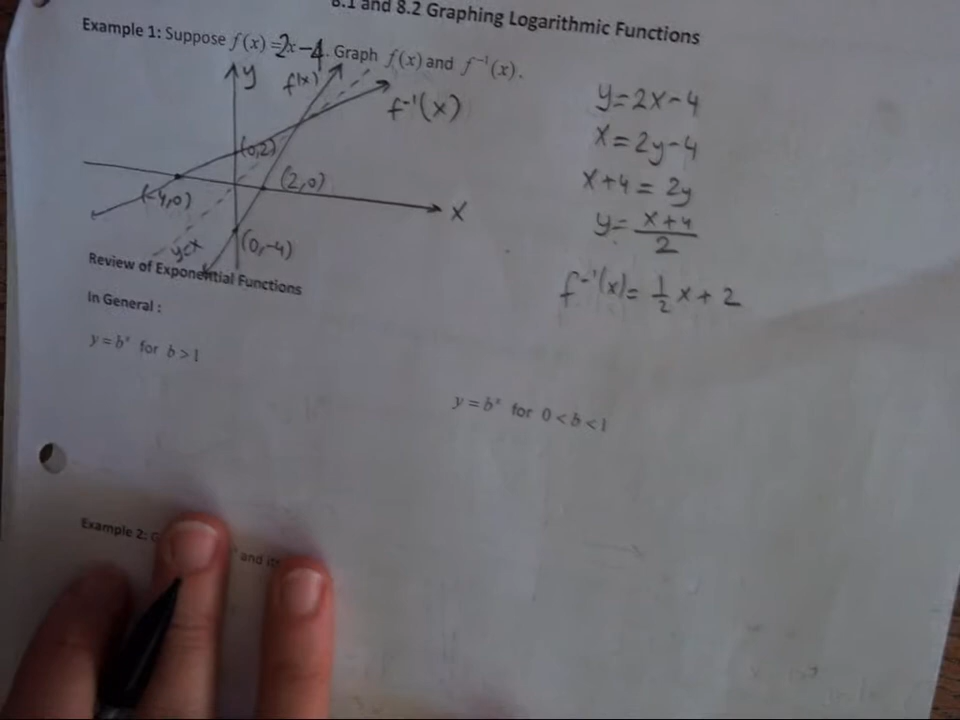 8.1 and 8.2 Graphing Logarithmic Functions
Example 1: Suppose f(x)=2x-4. Graph f(x) and f⁻¹(x).
y
f(x)
f⁻¹(x)
(0,2)
(2,0)
(-4,0)
x
y=x
(0,-4)
y=2x-4
x=2y-4
x+4=2y
y=(x+4)/2
f⁻¹(x)=½x+2
Review of Exponential Functions
In General :
y=bˣ for b>1
y=bˣ for 0<b<1
Example 2:
and